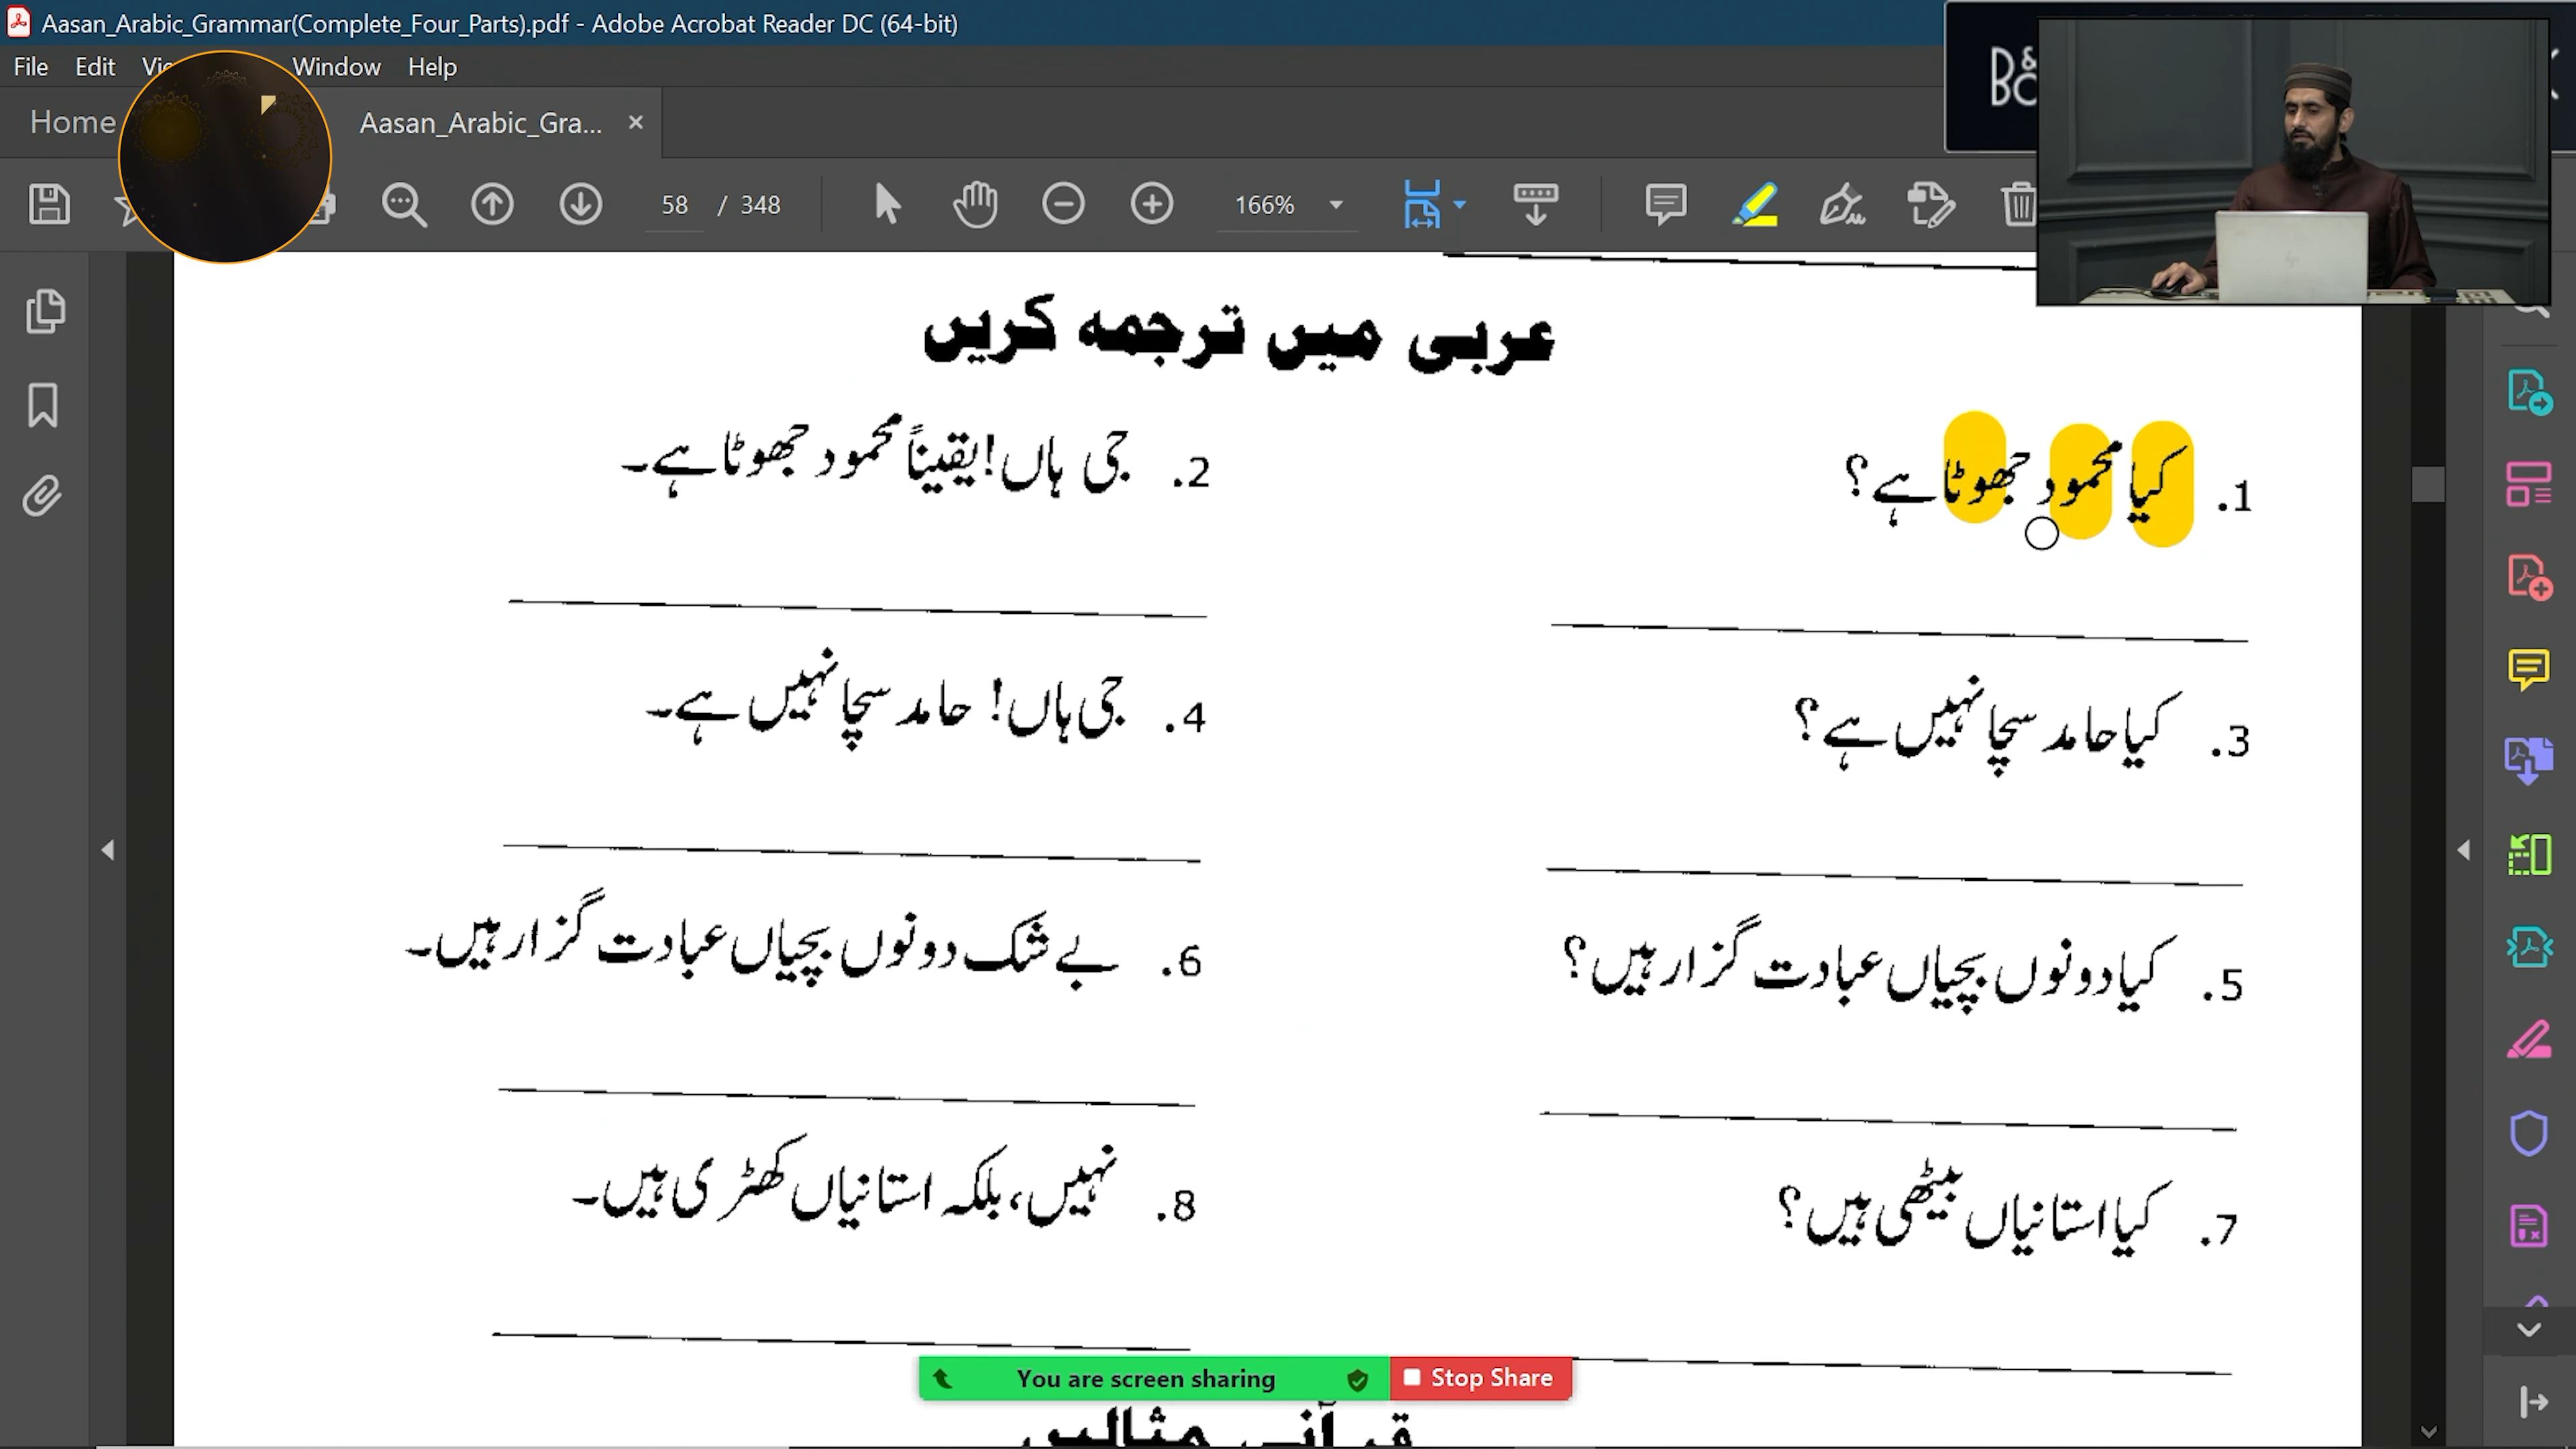 Aasan_Arabic_Grammar(Complete_Four_Parts).pdf - Adobe Acrobat Reader DC (64-bit)
File Edit Window Help
Home Aasan_Arabic_Gra... ×
58 / 348 166%
عربی میں ترجمہ کریں
1. کیا محمود جھوٹا ہے؟
2. جی ہاں! یقیناً محمود جھوٹا ہے۔
3. کیا حامد سچا نہیں ہے؟
4. جی ہاں! حامد سچا نہیں ہے۔
5. کیا دونوں بچیاں عبادت گزار ہیں؟
6. بے شک دونوں بچیاں عبادت گزار ہیں۔
7. کیا استانیاں بیٹھی ہیں؟
8. نہیں، بلکہ استانیاں کھڑی ہیں۔
You are screen sharing Stop Share
قرآنی مثالیں